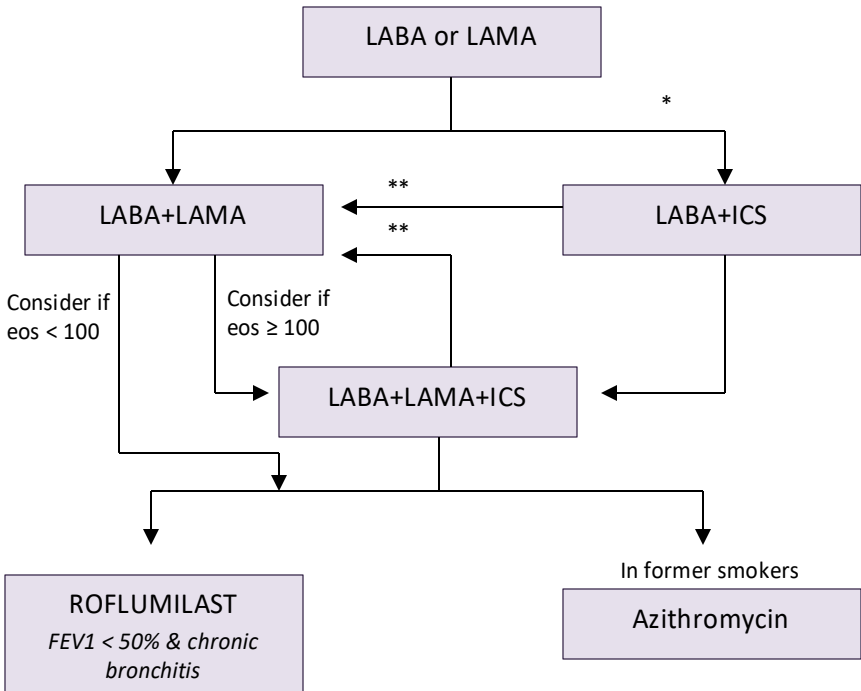 LABA or LAMA
*
LABA+LAMA
**
LABA+ICS
**
Consider if
eos < 100
Consider if
eos ≥ 100
LABA+LAMA+ICS
ROFLUMILAST
FEV1 < 50% & chronic
bronchitis
In former smokers
Azithromycin